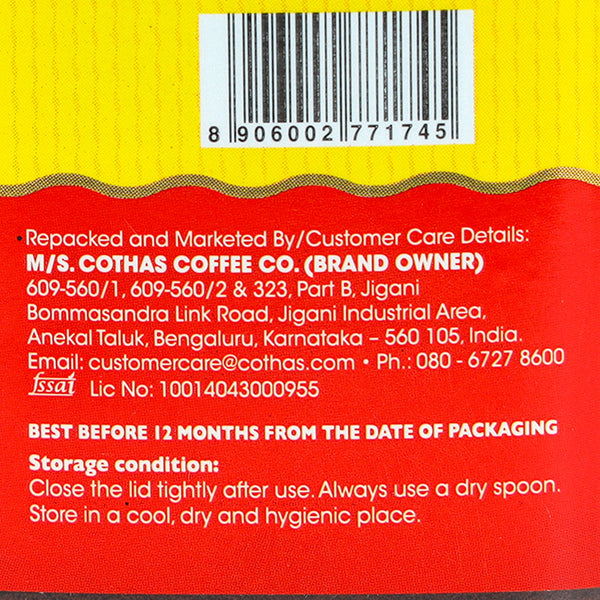 8 906002 771745
Repacked and Marketed By/Customer Care Details:
M/S. COTHAS COFFEE CO. (BRAND OWNER)
609-560/1, 609-560/2 & 323, Part B, Jigani
Bommasandra Link Road, Jigani Industrial Area,
Anekal Taluk, Bengaluru, Karnataka – 560 105, India.
Email: customercare@cothas.com • Ph.: 080 - 6727 8600
fssai Lic No: 10014043000955
BEST BEFORE 12 MONTHS FROM THE DATE OF PACKAGING
Storage condition:
Close the lid tightly after use. Always use a dry spoon.
Store in a cool, dry and hygienic place.